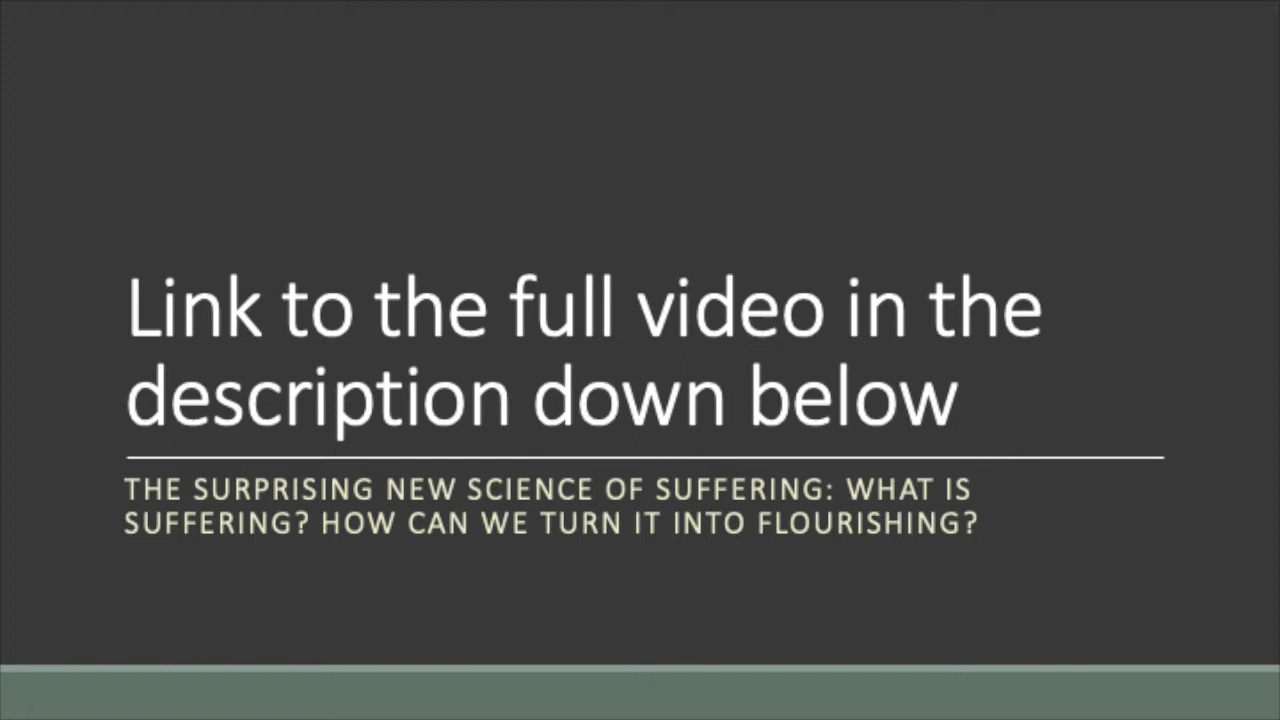 Link to the full video in the
description down below
THE SURPRISING NEW SCIENCE OF SUFFERING: WHAT IS
SUFFERING? HOW CAN WE TURN IT INTO FLOURISHING?